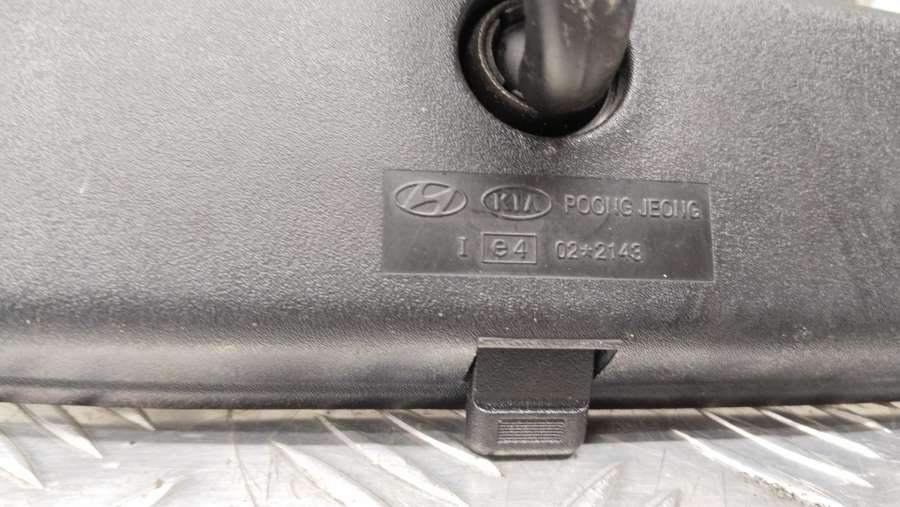 KIA POONG JEONG
I e4 02*2143